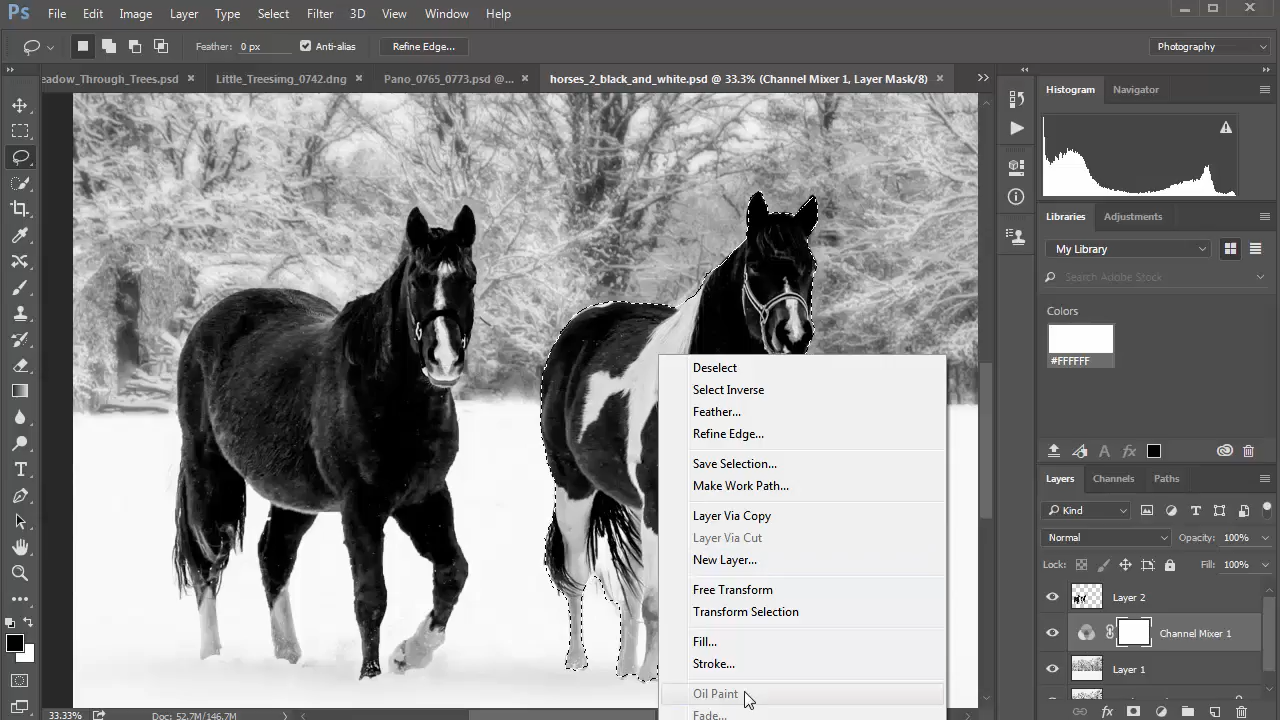 Ps File Edit Image Layer Type Select Filter 3D View Window Help
Feather: 0 px Anti-alias Refine Edge... Photography
eadow_Through_Trees.psd × Little_Treesimg_0742.dng × Pano_0765_0773.psd @... × horses_2_black_and_white.psd @ 33.3% (Channel Mixer 1, Layer Mask/8) ×
Histogram Navigator
Libraries Adjustments
My Library
Search Adobe Stock
Colors
#FFFFFF
Deselect
Select Inverse
Feather...
Refine Edge...
Save Selection...
Make Work Path...
Layer Via Copy
Layer Via Cut
New Layer...
Free Transform
Transform Selection
Fill...
Stroke...
Oil Paint
Fade...
Layers Channels Paths
Kind
Normal Opacity: 100%
Lock: Fill: 100%
Layer 2
Channel Mixer 1
Layer 1
33.33% Doc: 52.7M/146.7M